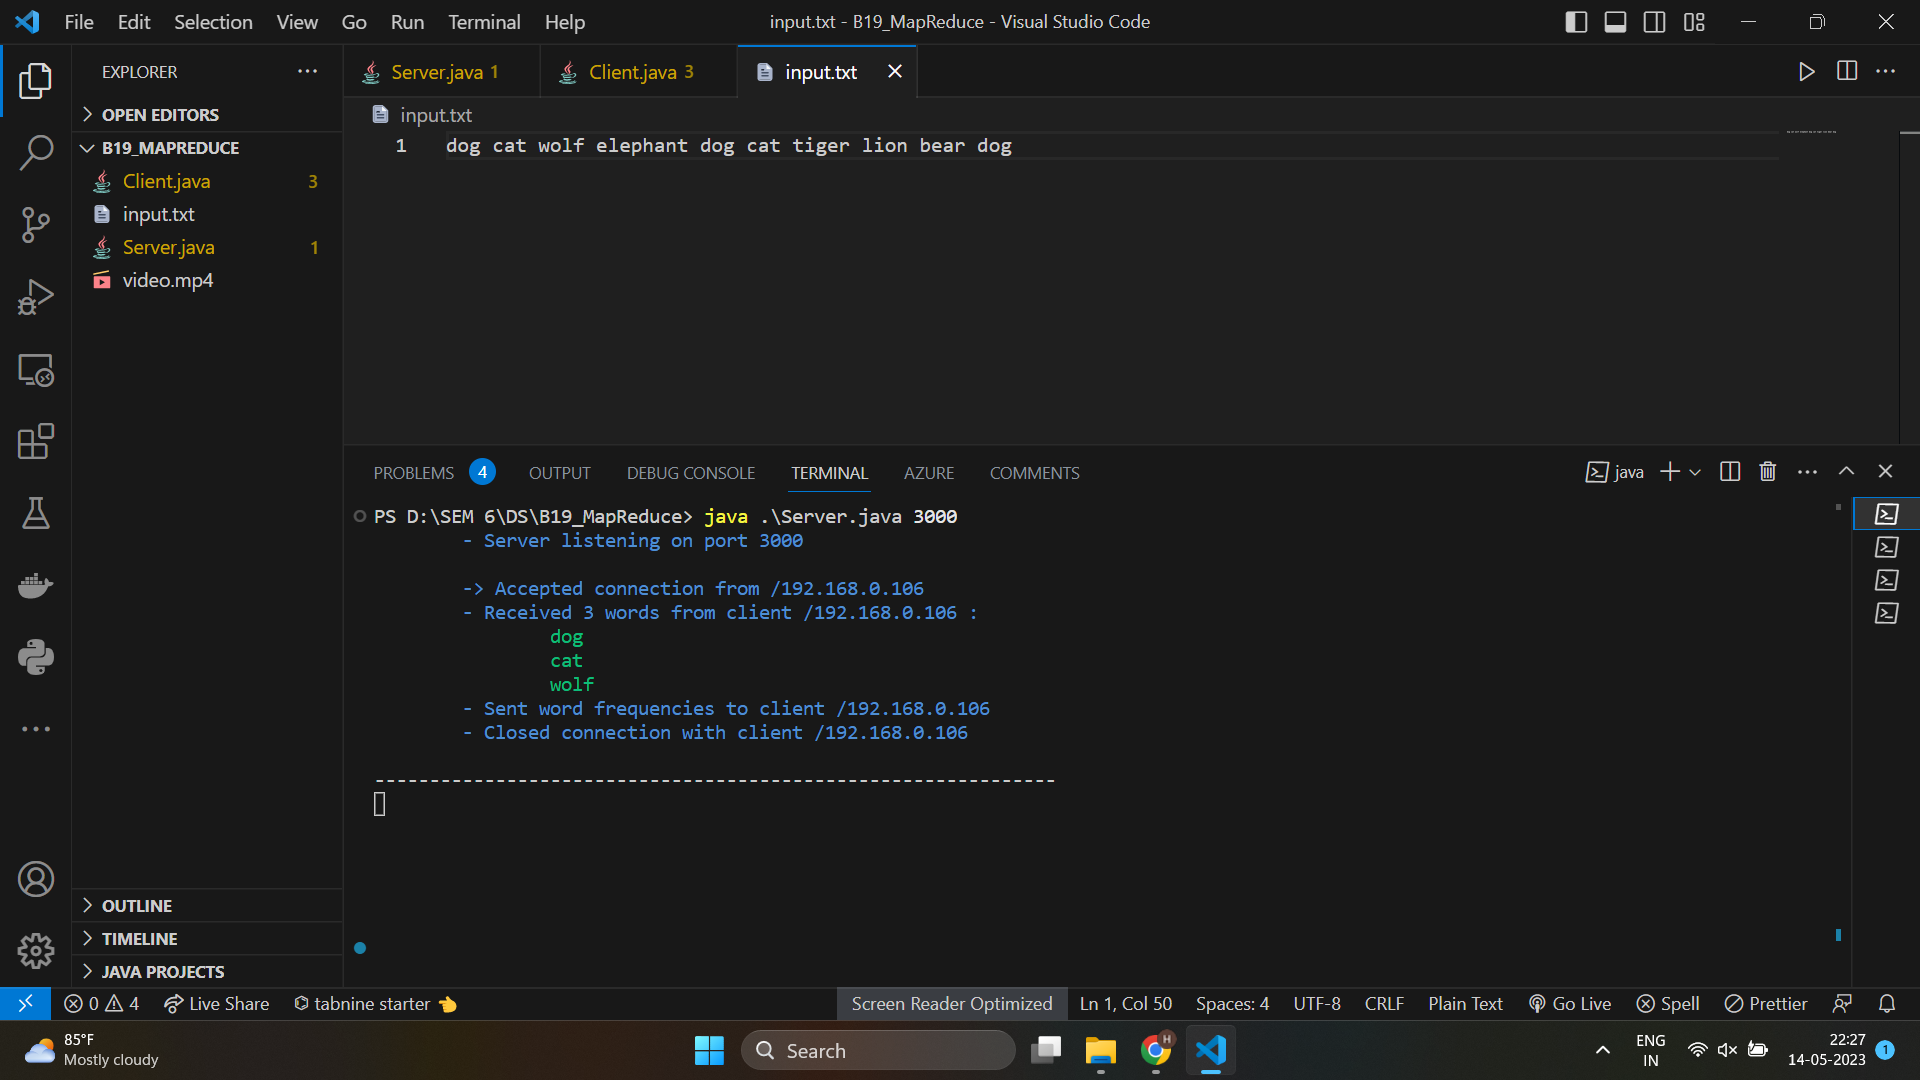 File Edit Selection View Go Run Terminal Help
input.txt - B19_MapReduce - Visual Studio Code
EXPLORER
OPEN EDITORS
B19_MAPREDUCE
Client.java 3
input.txt
Server.java 1
video.mp4
OUTLINE
TIMELINE
JAVA PROJECTS
Server.java 1
Client.java 3
input.txt
input.txt
1 dog cat wolf elephant dog cat tiger lion bear dog
PROBLEMS 4 OUTPUT DEBUG CONSOLE TERMINAL AZURE COMMENTS
java
PS D:\SEM 6\DS\B19_MapReduce> java .\Server.java 3000
- Server listening on port 3000
-> Accepted connection from /192.168.0.106
- Received 3 words from client /192.168.0.106 :
dog
cat
wolf
- Sent word frequencies to client /192.168.0.106
- Closed connection with client /192.168.0.106
--------------------------------------------------------------
0 4 Live Share tabnine starter
Screen Reader Optimized Ln 1, Col 50 Spaces: 4 UTF-8 CRLF Plain Text Go Live Spell Prettier
85°F
Mostly cloudy
Search
H
ENG
IN
22:27
14-05-2023
1